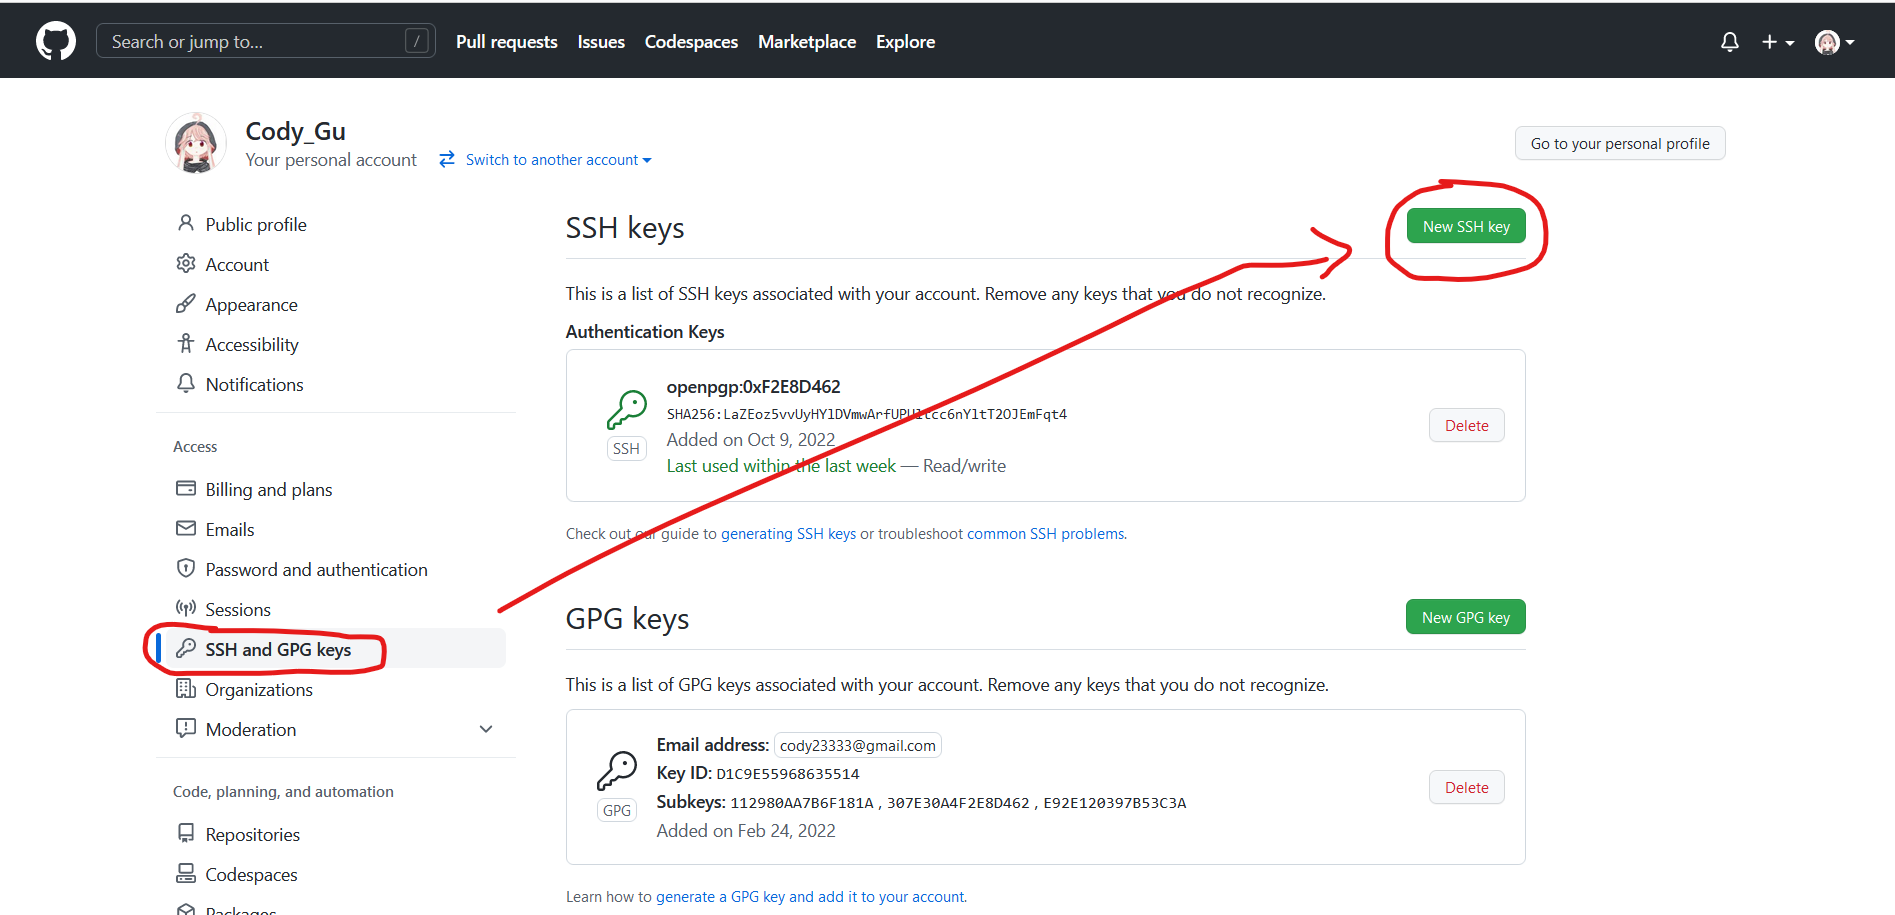 Search or jump to... /
Pull requests Issues Codespaces Marketplace Explore
Cody_Gu
Your personal account Switch to another account
Go to your personal profile
Public profile
Account
Appearance
Accessibility
Notifications
Access
Billing and plans
Emails
Password and authentication
Sessions
SSH and GPG keys
Organizations
Moderation
Code, planning, and automation
Repositories
Codespaces
Packages
SSH keys
New SSH key
This is a list of SSH keys associated with your account. Remove any keys that you do not recognize.
Authentication Keys
openpgp:0xF2E8D462
Added on Oct 9, 2022
SSH
Last used within the last week — Read/write
Delete
Check out our guide to generating SSH keys or troubleshoot common SSH problems.
GPG keys
New GPG key
This is a list of GPG keys associated with your account. Remove any keys that you do not recognize.
Email address: cody23333@gmail.com
Key ID: D1C9E55968635514
Subkeys: 112980AA7B6F181A , 307E30A4F2E8D462 , E92E120397B53C3A
GPG
Added on Feb 24, 2022
Delete
Learn how to generate a GPG key and add it to your account.